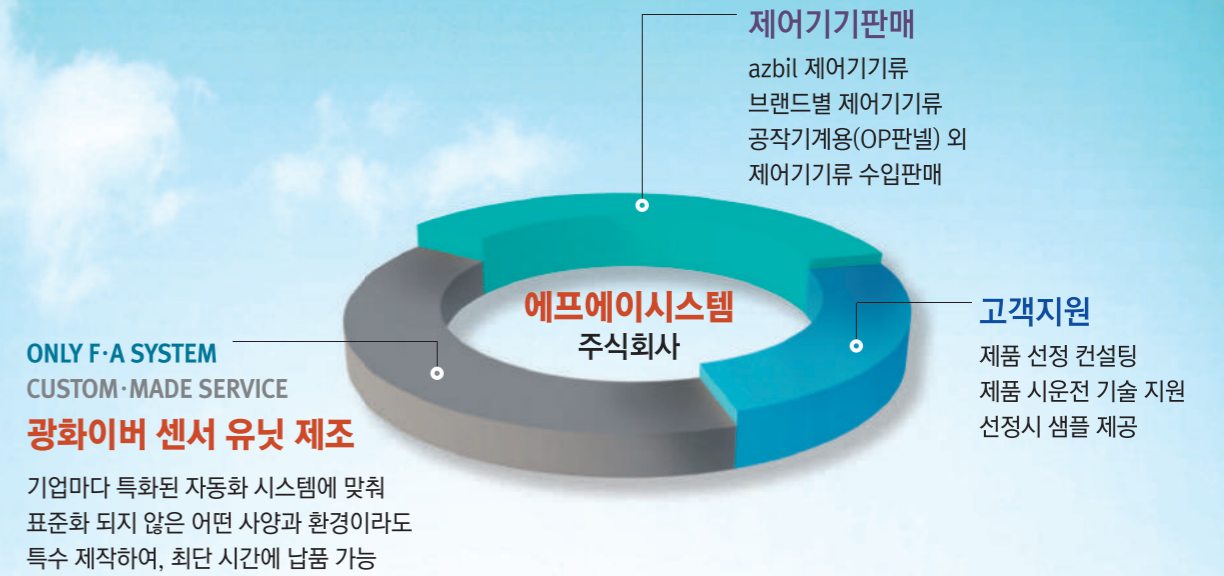 제어기기판매
azbil 제어기기류
브랜드별 제어기기류
공작기계용(OP판넬) 외
제어기기류 수입판매
에프에이시스템
주식회사
고객지원
제품 선정 컨설팅
제품 시운전 기술 지원
선정시 샘플 제공
ONLY F·A SYSTEM
CUSTOM·MADE SERVICE
광화이버 센서 유닛 제조
기업마다 특화된 자동화 시스템에 맞춰
표준화 되지 않은 어떤 사양과 환경이라도
특수 제작하여, 최단 시간에 납품 가능